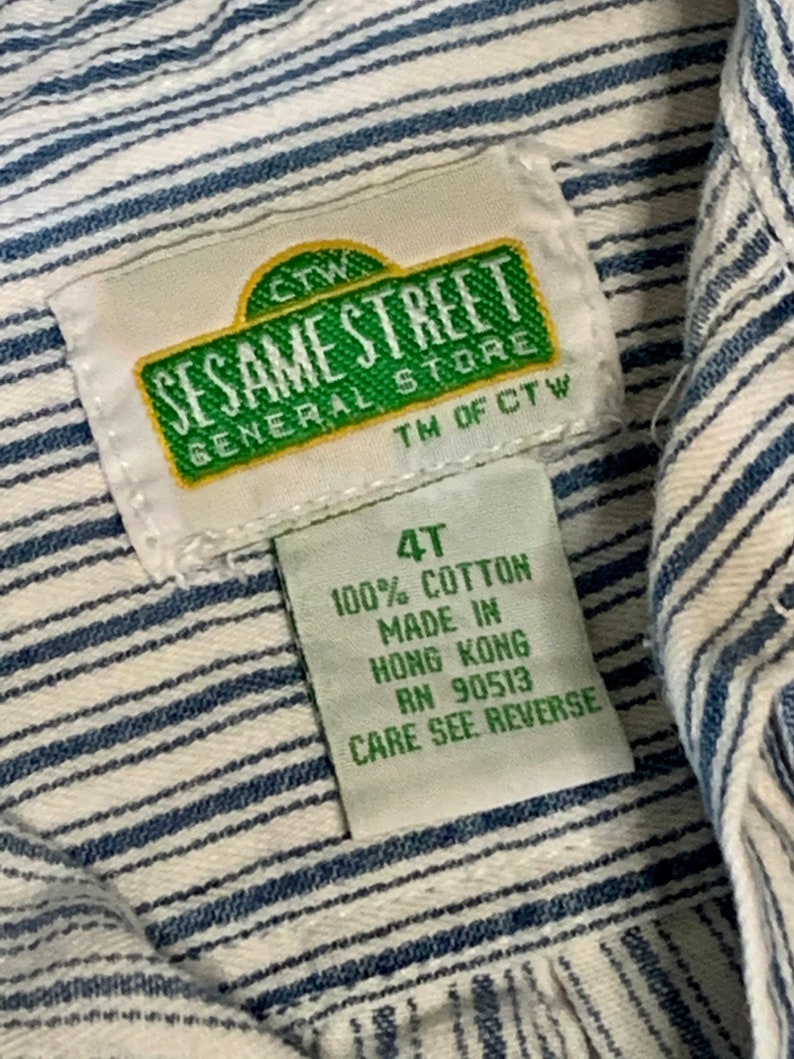 CTW
SESAME STREET
GENERAL STORE
TM OF CTW
4T
100% COTTON
MADE IN
HONG KONG
RN 90513
CARE SEE REVERSE